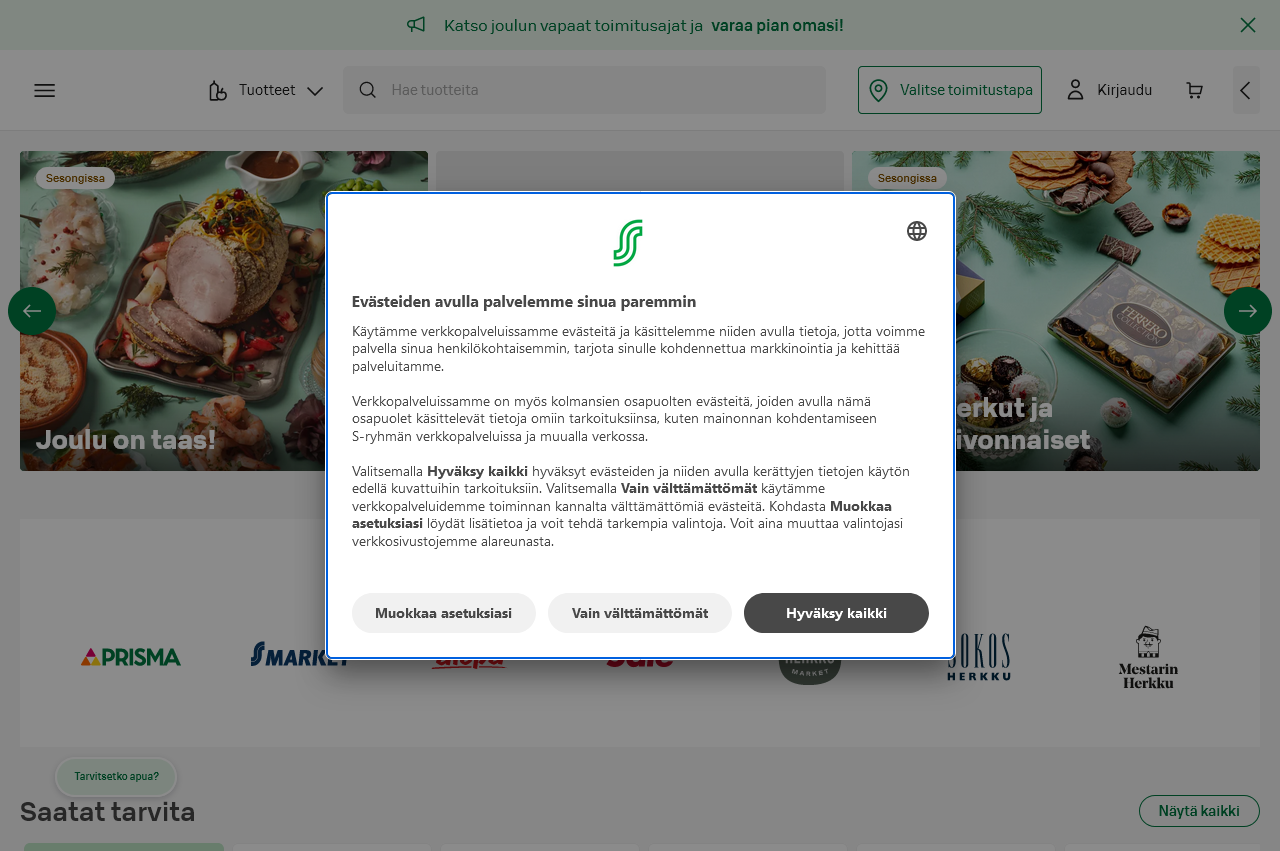 Katso joulun vapaat toimitusajat ja varaa pian omasi!
Tuotteet
Hae tuotteita
Valitse toimitustapa
Kirjaudu
Sesongissa
Sesongissa
Joulu on taas!
FERRERO
COLLECTION
Evästeiden avulla palvelemme sinua paremmin
Käytämme verkkopalveluissamme evästeitä ja käsittelemme niiden avulla tietoja, jotta voimme
palvella sinua henkilökohtaisemmin, tarjota sinulle kohdennettua markkinointia ja kehittää
palveluitamme.
Verkkopalveluissamme on myös kolmansien osapuolten evästeitä, joiden avulla nämä
osapuolet käsittelevät tietoja omiin tarkoituksiinsa, kuten mainonnan kohdentamiseen
S-ryhmän verkkopalveluissa ja muualla verkossa.
Valitsemalla Hyväksy kaikki hyväksyt evästeiden ja niiden avulla kerättyjen tietojen käytön
edellä kuvattuihin tarkoituksiin. Valitsemalla Vain välttämättömät käytämme
verkkopalveluidemme toiminnan kannalta välttämättömiä evästeitä. Kohdasta Muokkaa
asetuksiasi löydät lisätietoa ja voit tehdä tarkempia valintoja. Voit aina muuttaa valintojasi
verkkosivustojemme alareunasta.
Muokkaa asetuksiasi
Vain välttämättömät
Hyväksy kaikki
PRISMA
S MARKET
alepa
Sale
HERKKU
MARKET
SOKOS
HERKKU
Mestarin
Herkku
Tarvitsetko apua?
Saatat tarvita
Näytä kaikki